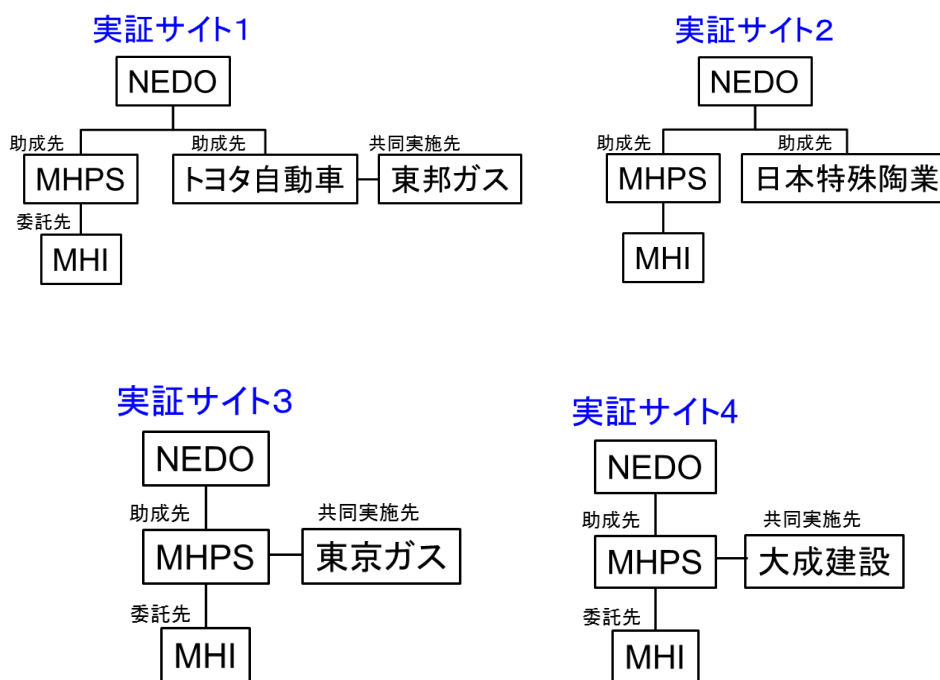 実証サイト1
NEDO
助成先
助成先
共同実施先
MHPS
トヨタ自動車
東邦ガス
委託先
MHI
実証サイト2
NEDO
助成先
助成先
MHPS
日本特殊陶業
MHI
実証サイト3
NEDO
助成先
共同実施先
MHPS
東京ガス
委託先
MHI
実証サイト4
NEDO
助成先
共同実施先
MHPS
大成建設
委託先
MHI